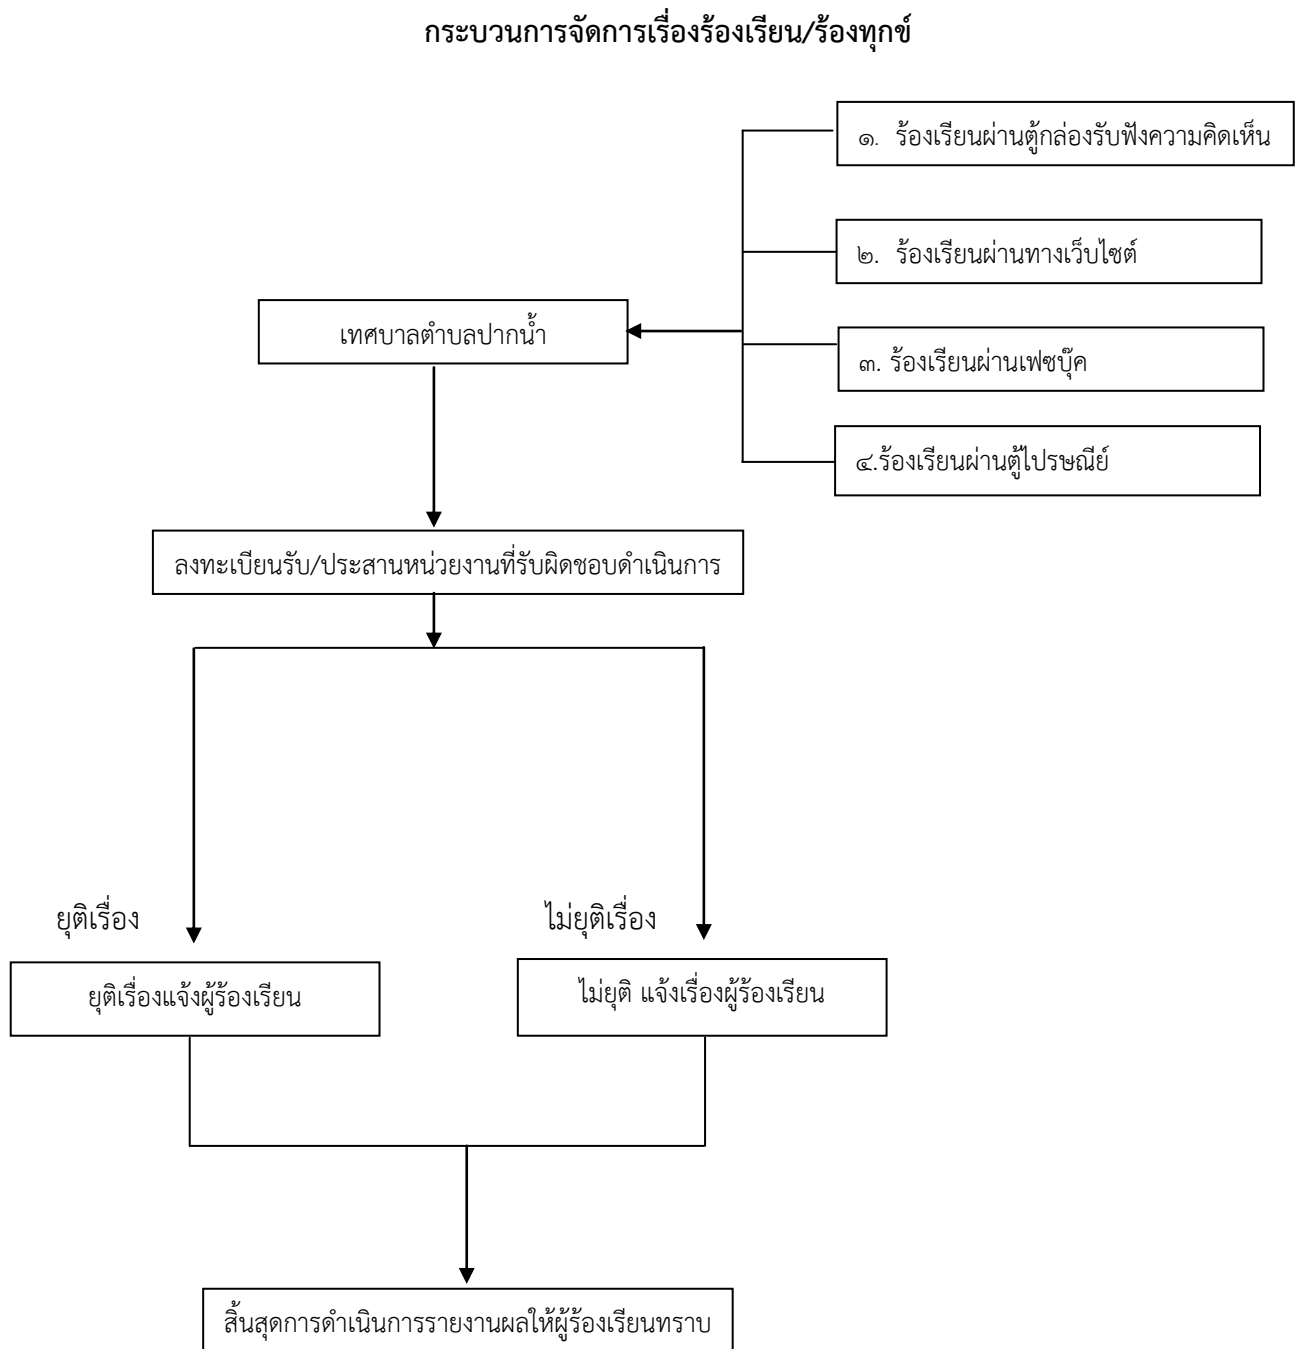 กระบวนการจัดการเรื่องร้องเรียน/ร้องทุกข์
๑. ร้องเรียนผ่านตู้กล่องรับฟังความคิดเห็น
๒. ร้องเรียนผ่านทางเว็บไซต์
เทศบาลตำบลปากน้ำ
๓. ร้องเรียนผ่านเฟซบุ๊ค
๔.ร้องเรียนผ่านตู้ไปรษณีย์
ลงทะเบียนรับ/ประสานหน่วยงานที่รับผิดชอบดำเนินการ
ยุติเรื่อง
ไม่ยุติเรื่อง
ยุติเรื่องแจ้งผู้ร้องเรียน
ไม่ยุติ แจ้งเรื่องผู้ร้องเรียน
สิ้นสุดการดำเนินการรายงานผลให้ผู้ร้องเรียนทราบ